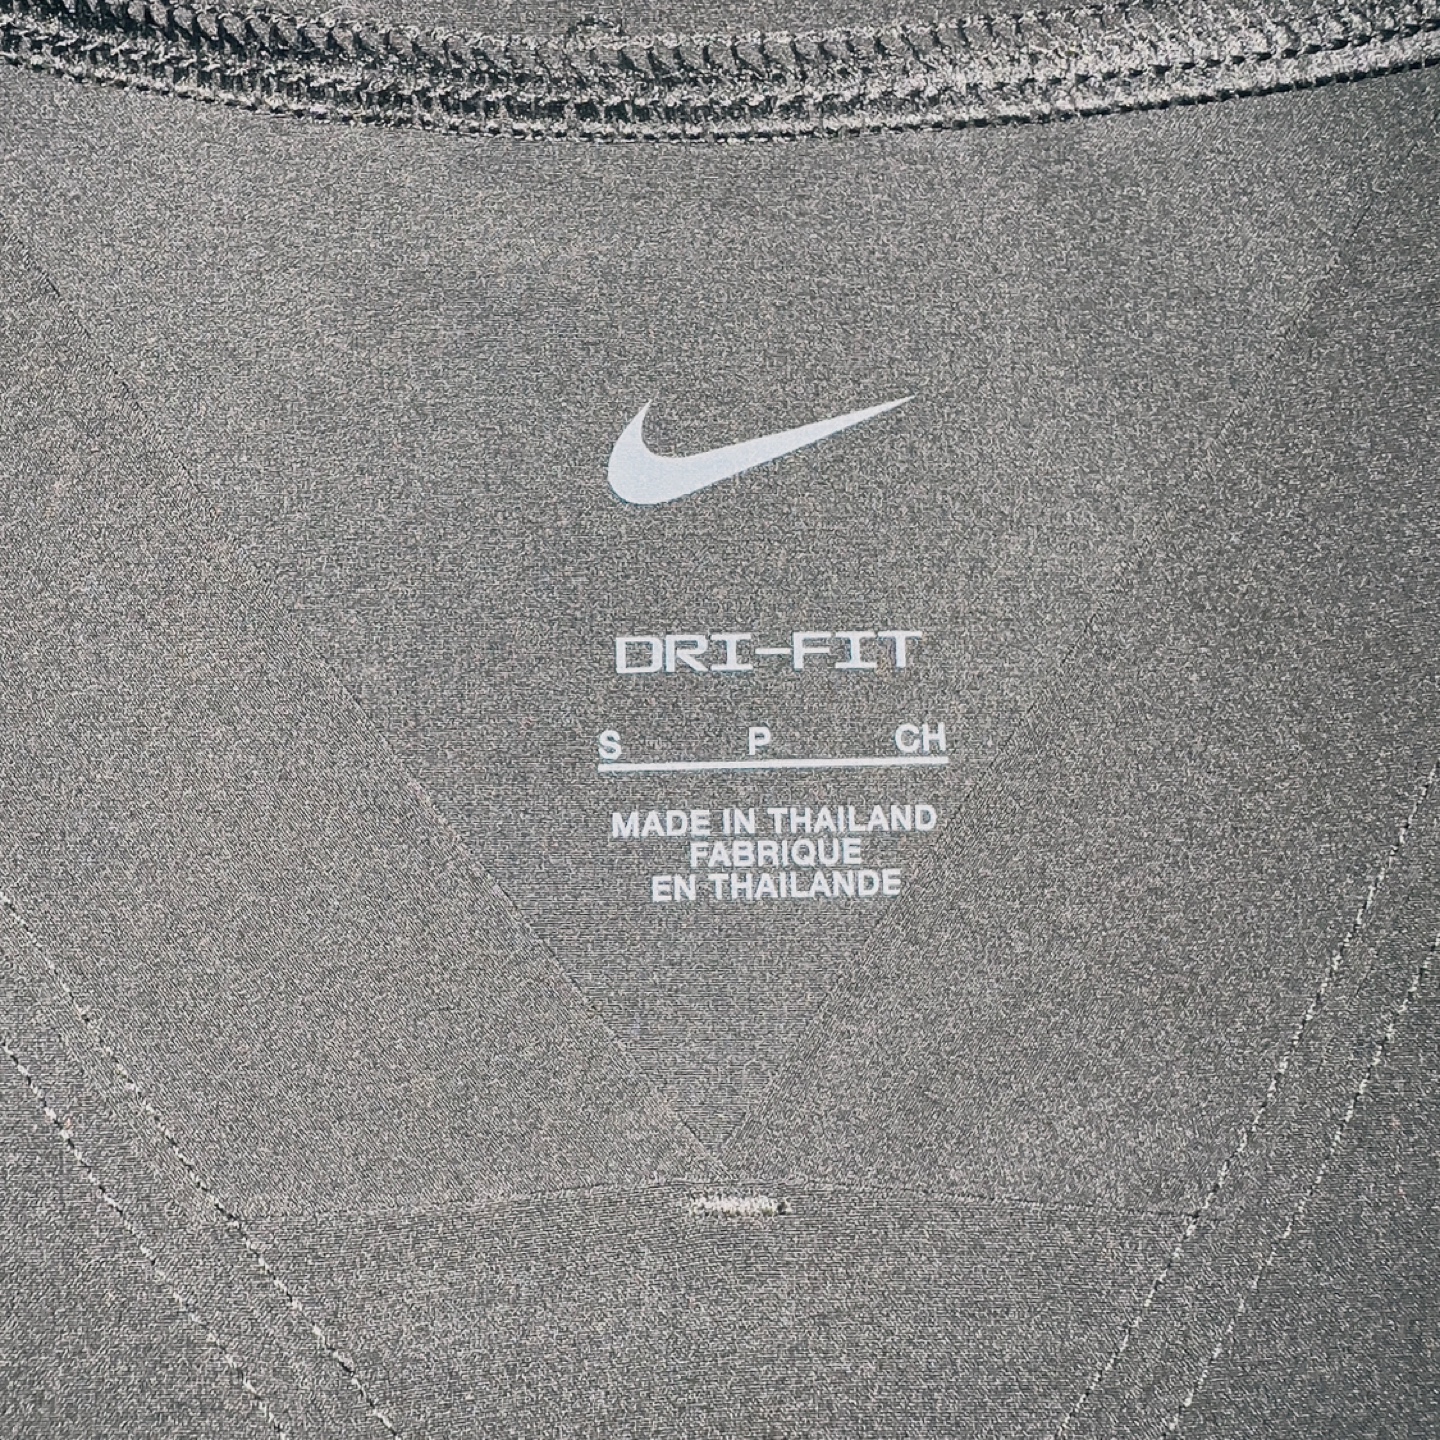 DRI-FIT
S P CH
MADE IN THAILAND
FABRIQUE
EN THAILANDE